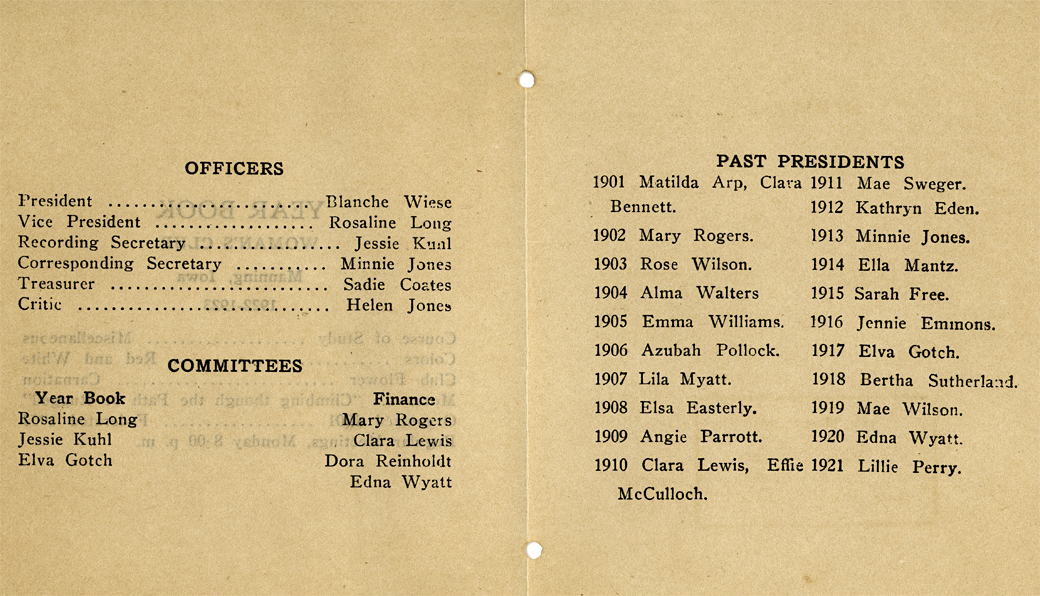 OFFICERS
President ........................ Blanche Wiese
Vice President ................... Rosaline Long
Recording Secretary ................ Jessie Kuhl
Corresponding Secretary ........... Minnie Jones
Treasurer .......................... Sadie Coates
Critic .............................. Helen Jones
COMMITTEES
Year Book
Rosaline Long
Jessie Kuhl
Elva Gotch
Finance
Mary Rogers
Clara Lewis
Dora Reinholdt
Edna Wyatt
PAST PRESIDENTS
1901 Matilda Arp, Clara
Bennett.
1902 Mary Rogers.
1903 Rose Wilson.
1904 Alma Walters
1905 Emma Williams.
1906 Azubah Pollock.
1907 Lila Myatt.
1908 Elsa Easterly.
1909 Angie Parrott.
1910 Clara Lewis, Effie
McCulloch.
1911 Mae Sweger.
1912 Kathryn Eden.
1913 Minnie Jones.
1914 Ella Mantz.
1915 Sarah Free.
1916 Jennie Emmons.
1917 Elva Gotch.
1918 Bertha Sutherland.
1919 Mae Wilson.
1920 Edna Wyatt.
1921 Lillie Perry.